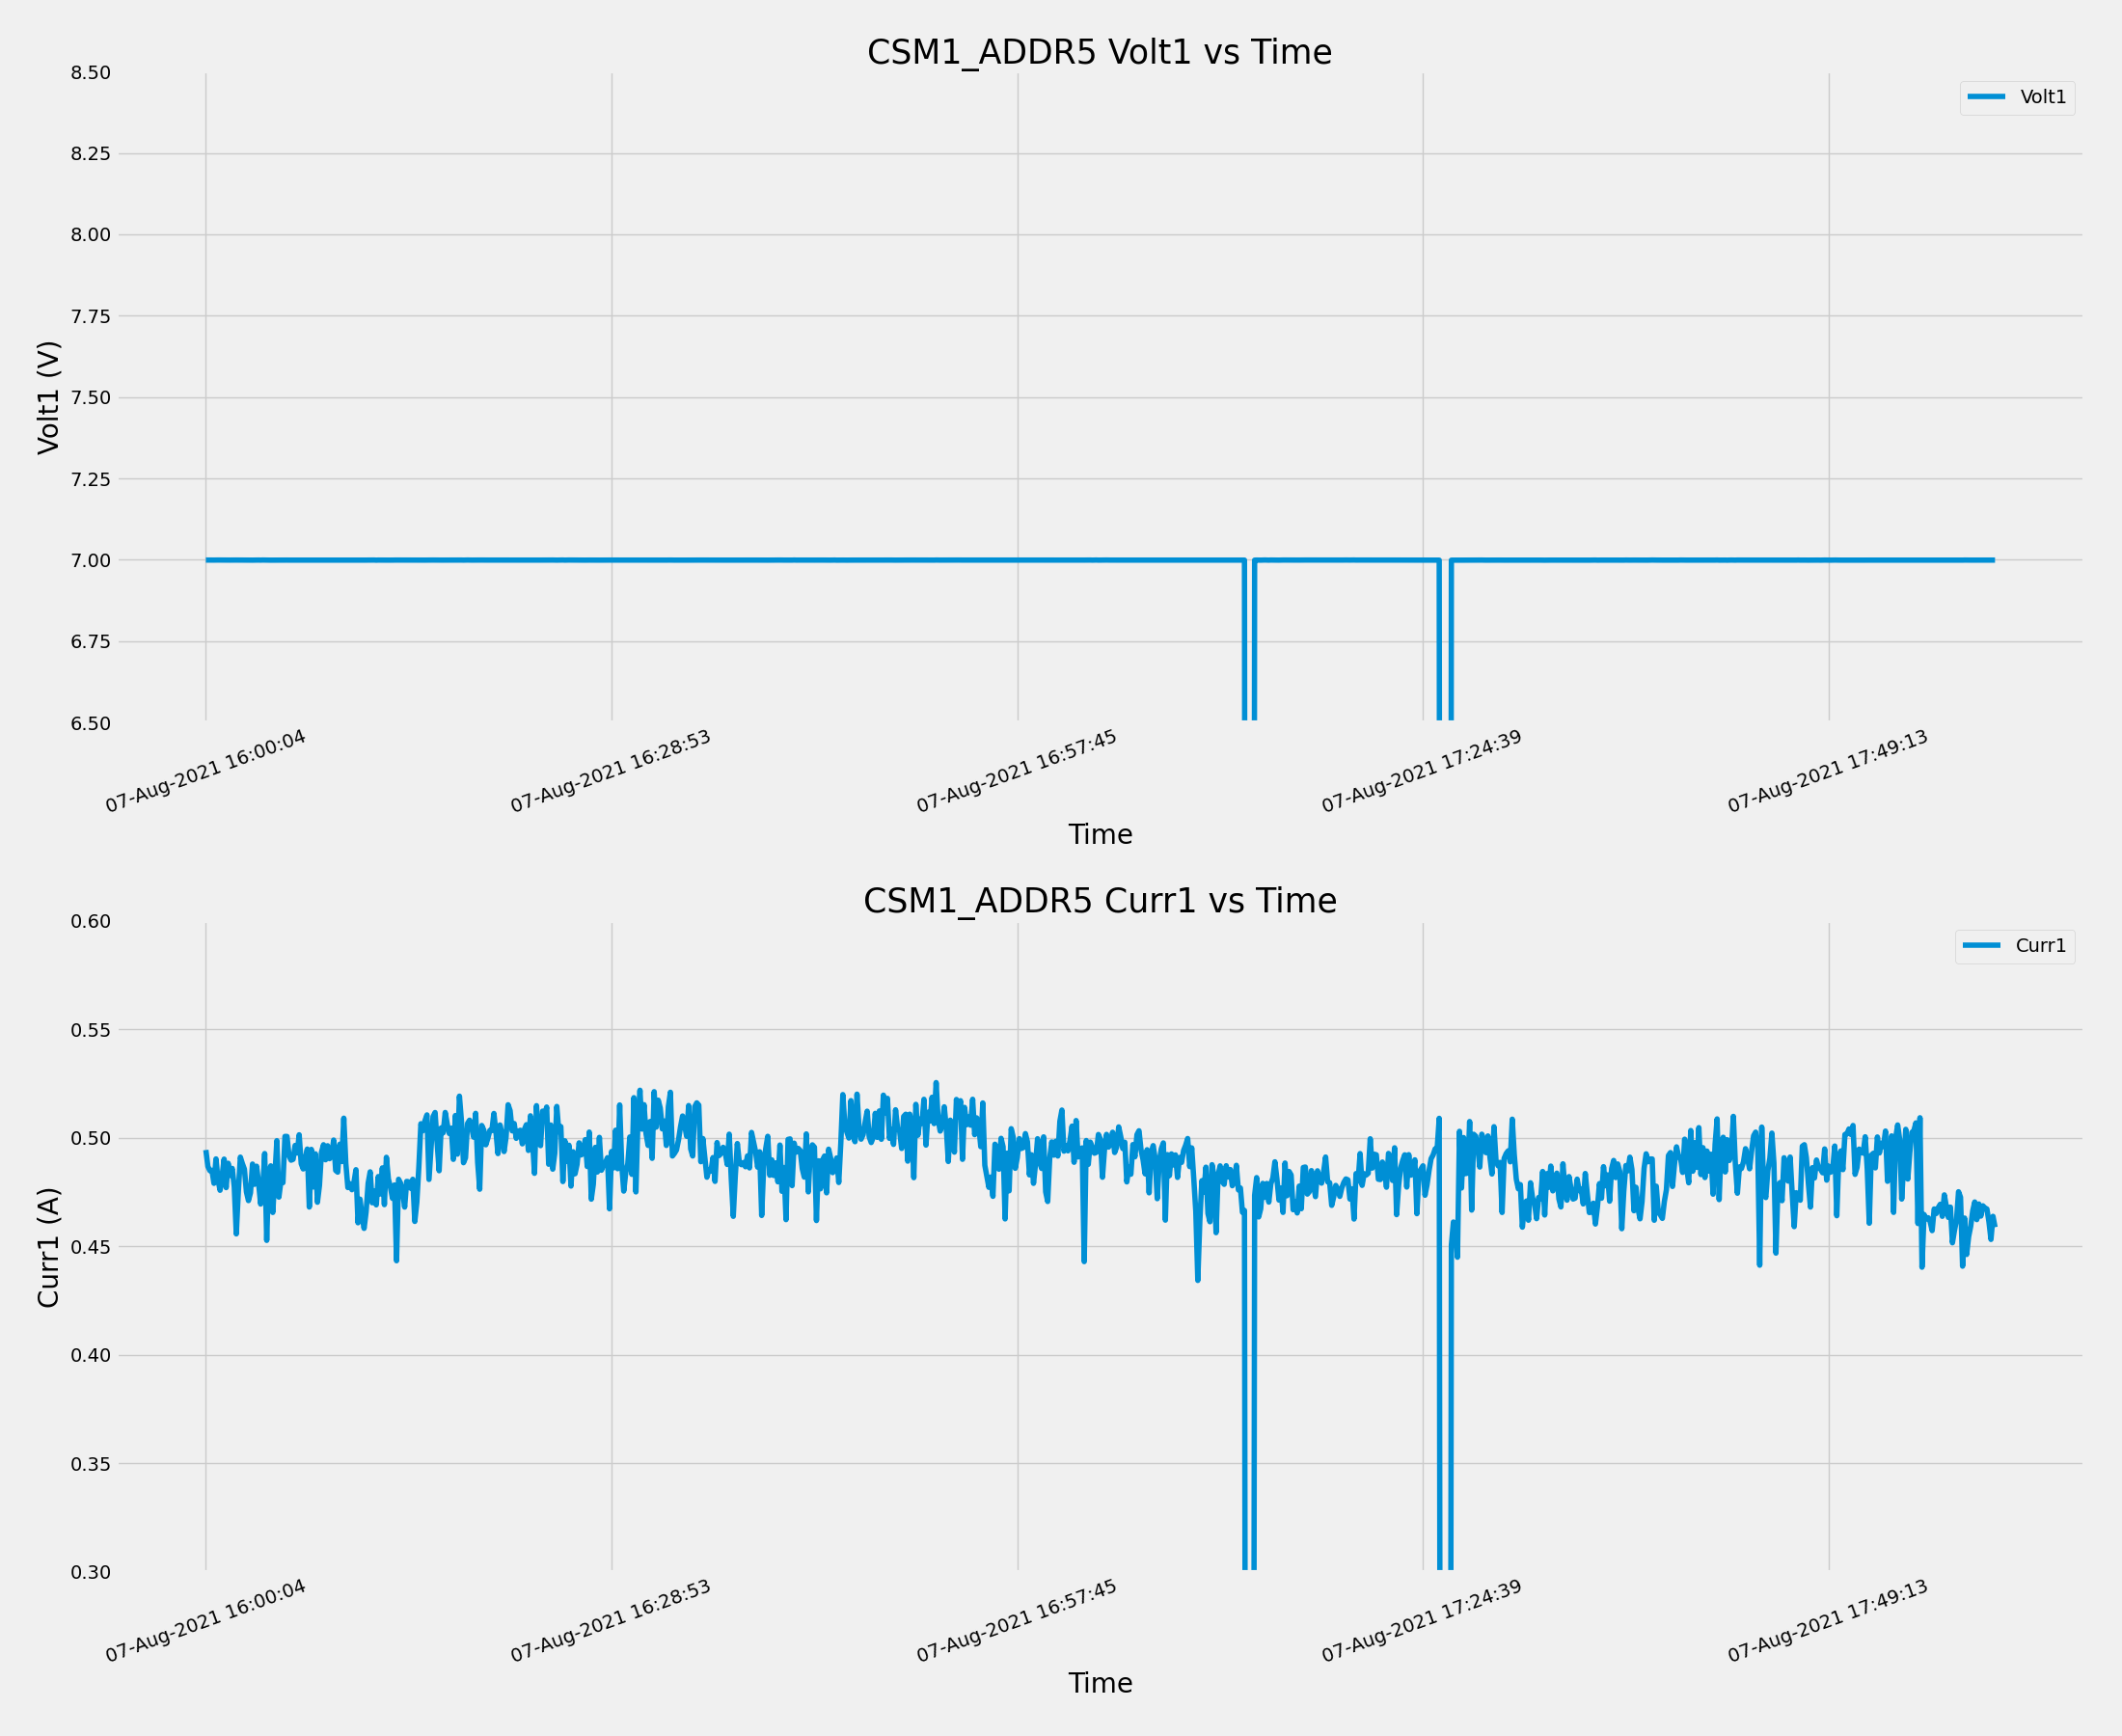 CSM1_ADDR5 Volt1 vs Time
8.50
Volt1
8.25
8.00
7.75
7.50
Volt1 (V)
7.25
7.00
6.75
6.50
07-Aug-2021 16:00:04
07-Aug-2021 16:28:53
07-Aug-2021 16:57:45
07-Aug-2021 17:24:39
07-Aug-2021 17:49:13
Time
CSM1_ADDR5 Curr1 vs Time
0.60
Curr1
0.55
0.50
0.45
Curr1 (A)
0.40
0.35
0.30
07-Aug-2021 16:00:04
07-Aug-2021 16:28:53
07-Aug-2021 16:57:45
07-Aug-2021 17:24:39
07-Aug-2021 17:49:13
Time